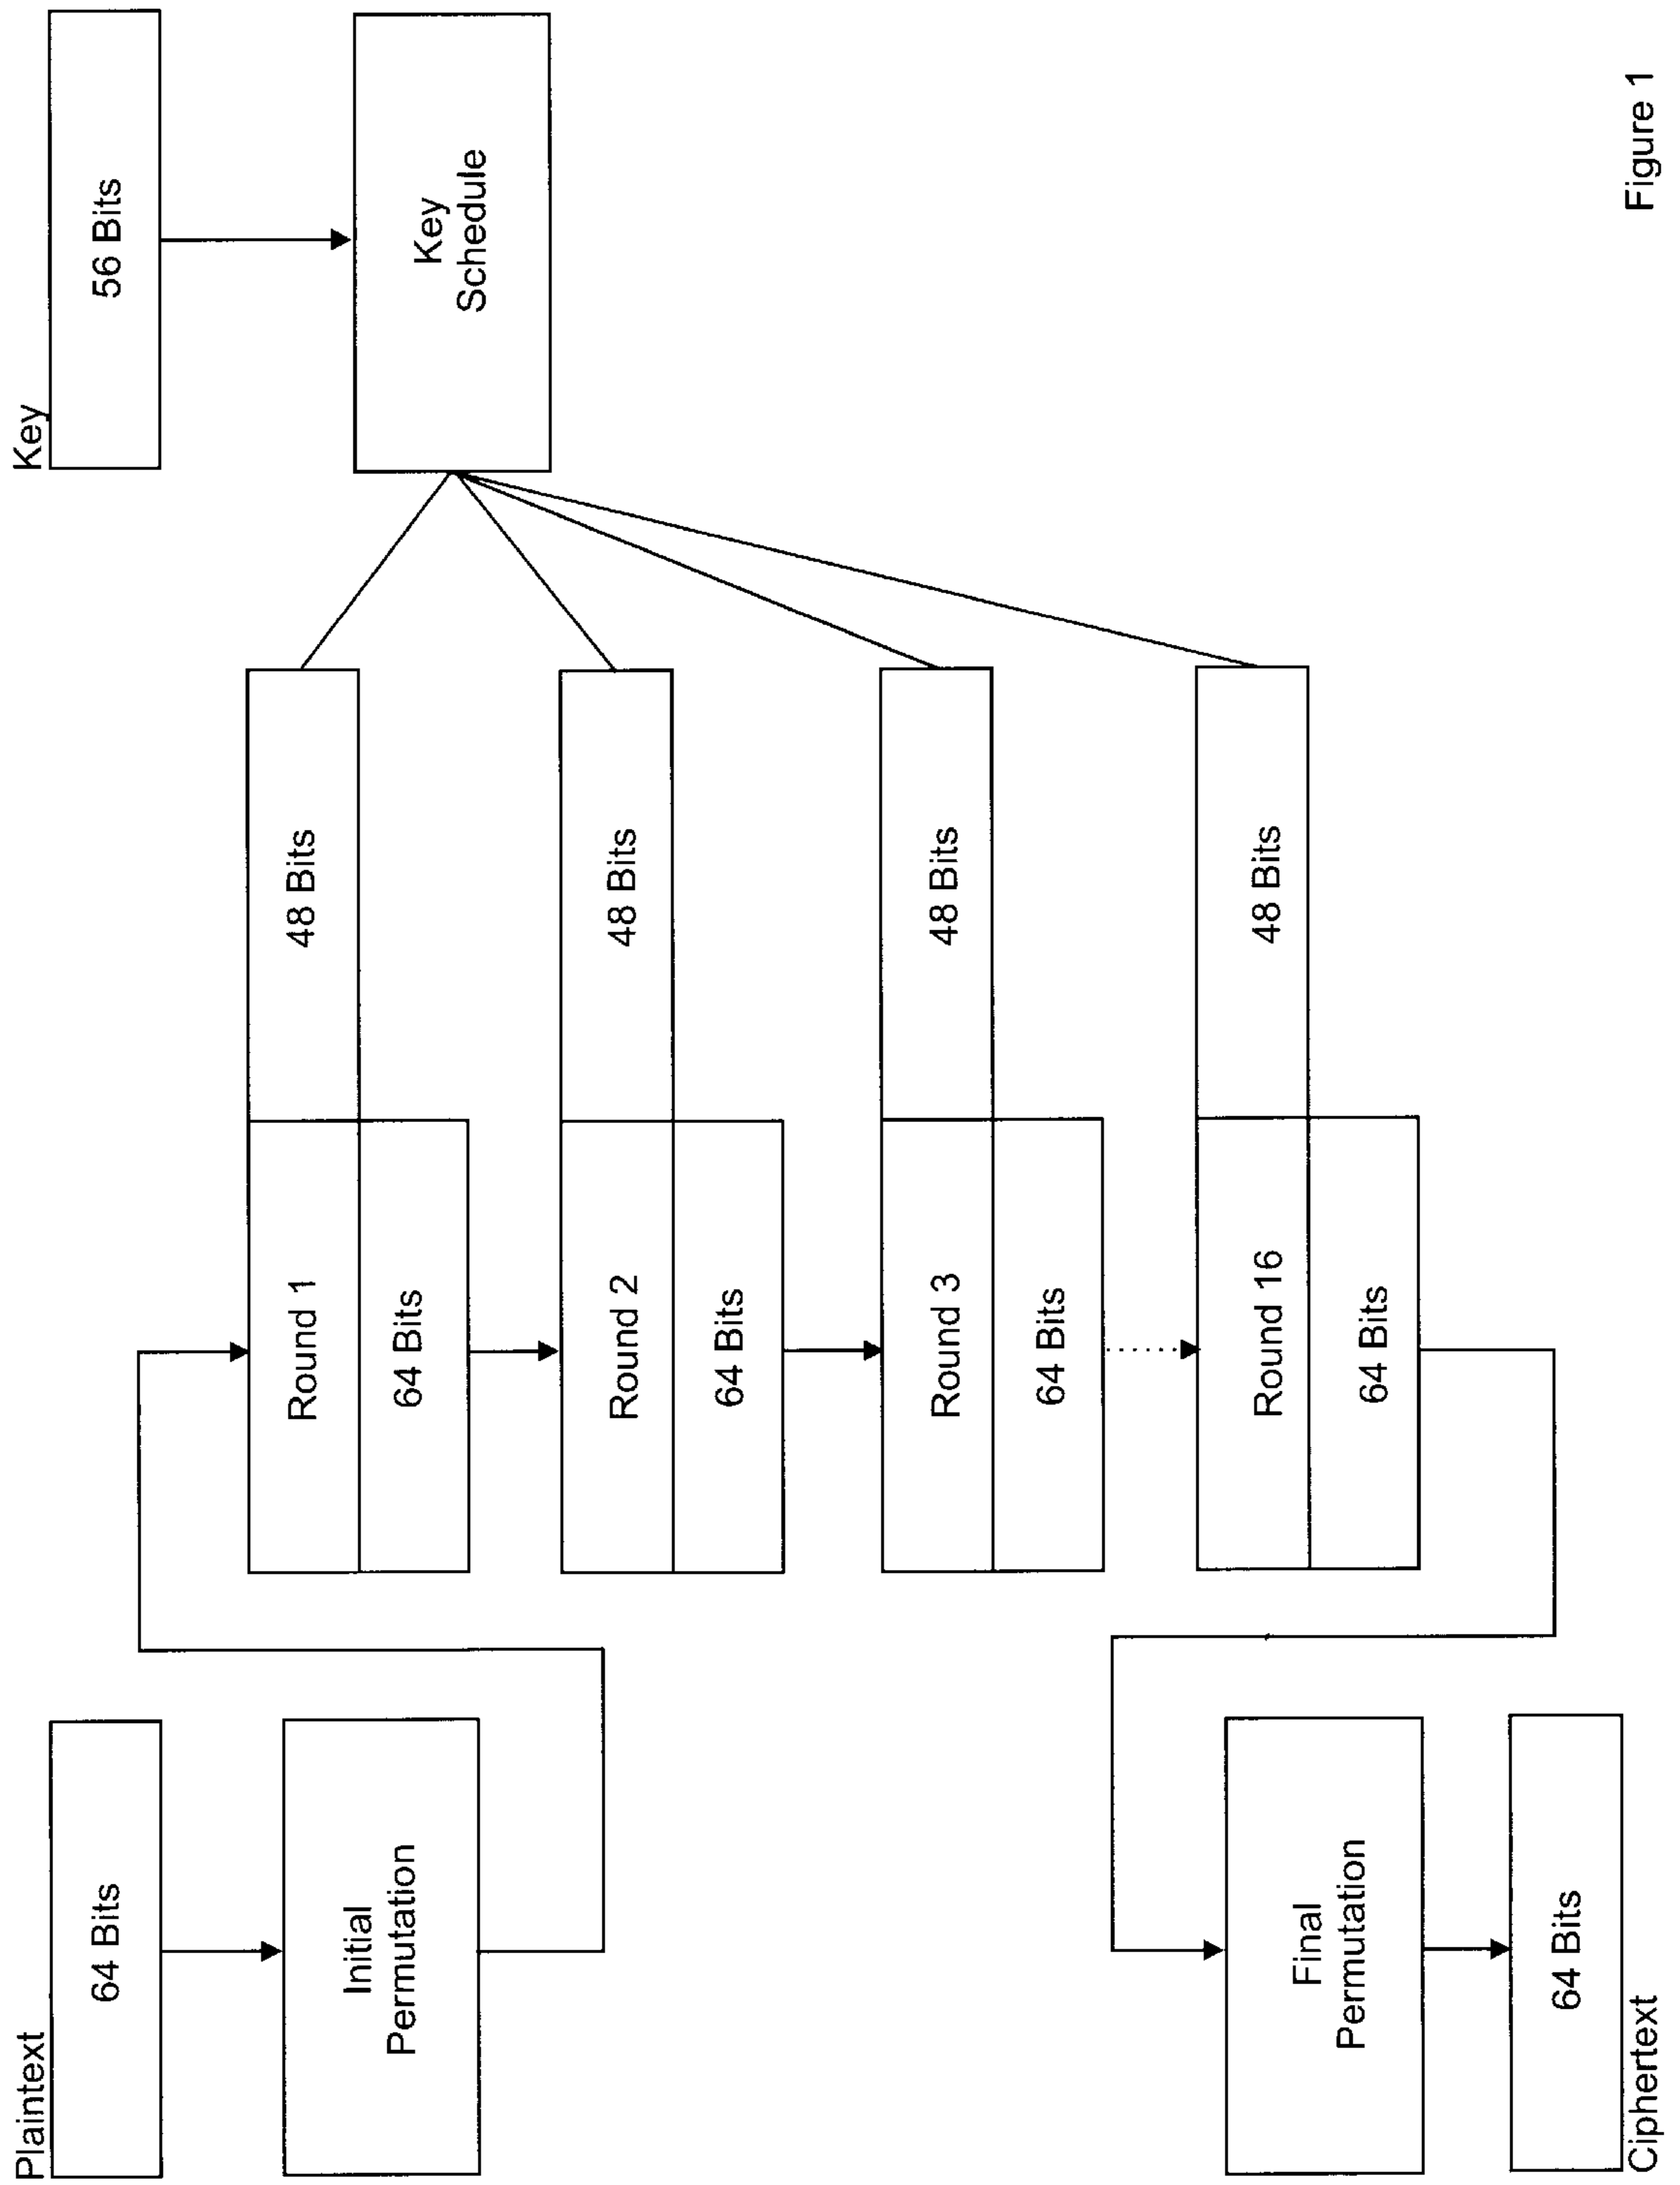 Plaintext
64 Bits
Initial
Permutation
Round 1
64 Bits
48 Bits
Round 2
64 Bits
48 Bits
Round 3
64 Bits
48 Bits
Round 16
64 Bits
48 Bits
Key
56 Bits
Key
Schedule
Final
Permutation
64 Bits
Ciphertext
Figure 1